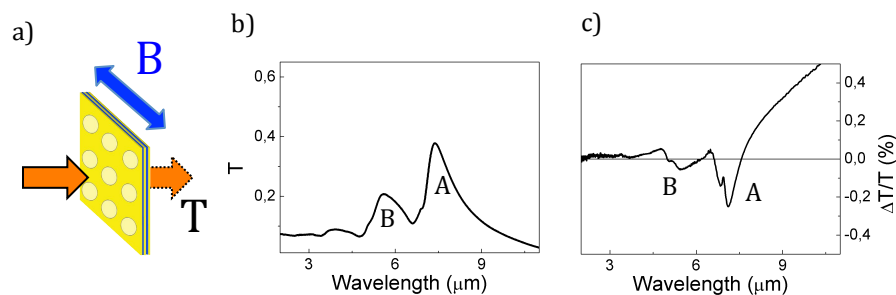 a)
B
T
b)
T
0,6
0,4
0,2
B
A
3
6
9
Wavelength (µm)
c)
B
A
0,4
0,2
0,0
-0,2
-0,4
ΔT/T (%)
3
6
9
Wavelength (µm)